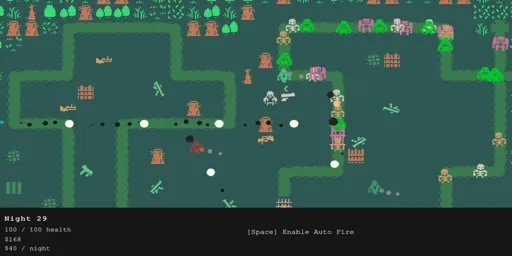 Night 29
100 / 100 health
$168
$40 / night
[Space] Enable Auto Fire